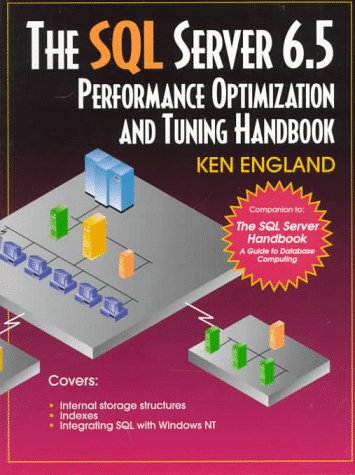 THE SQL SERVER 6.5
PERFORMANCE OPTIMIZATION
AND TUNING HANDBOOK
KEN ENGLAND
Companion to:
The SQL Server
Handbook
A Guide to Database
Computing
Covers:
• Internal storage structures
• Indexes
• Integrating SQL with Windows NT